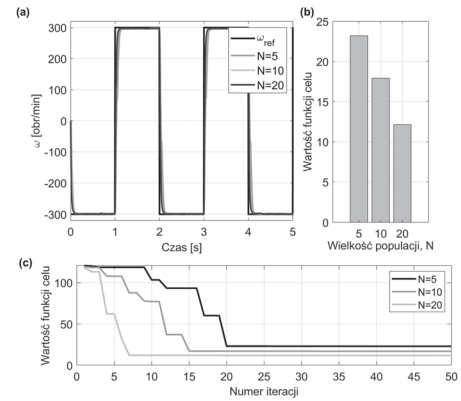 (a)
300
200
100
0
-100
-200
-300
ω [obr/min]
0 1 2 3 4 5
Czas [s]
ω ref
N=5
N=10
N=20
(b)
25
20
15
10
5
0
Wartość funkcji celu
5 10 20
Wielkość populacji, N
(c)
100
50
0
Wartość funkcji celu
0 5 10 15 20 25 30 35 40 45 50
Numer iteracji
N=5
N=10
N=20